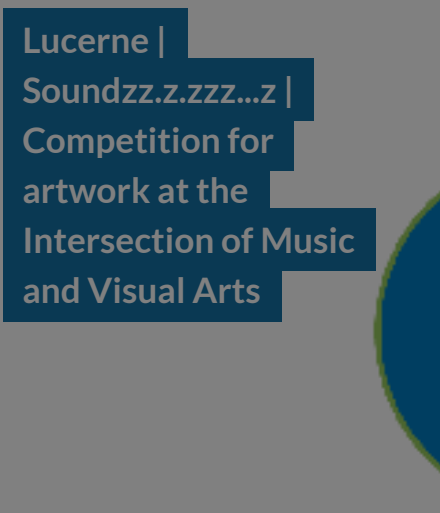 Lucerne |
Soundzz.z.zzz...z |
Competition for
artwork at the
Intersection of Music
and Visual Arts